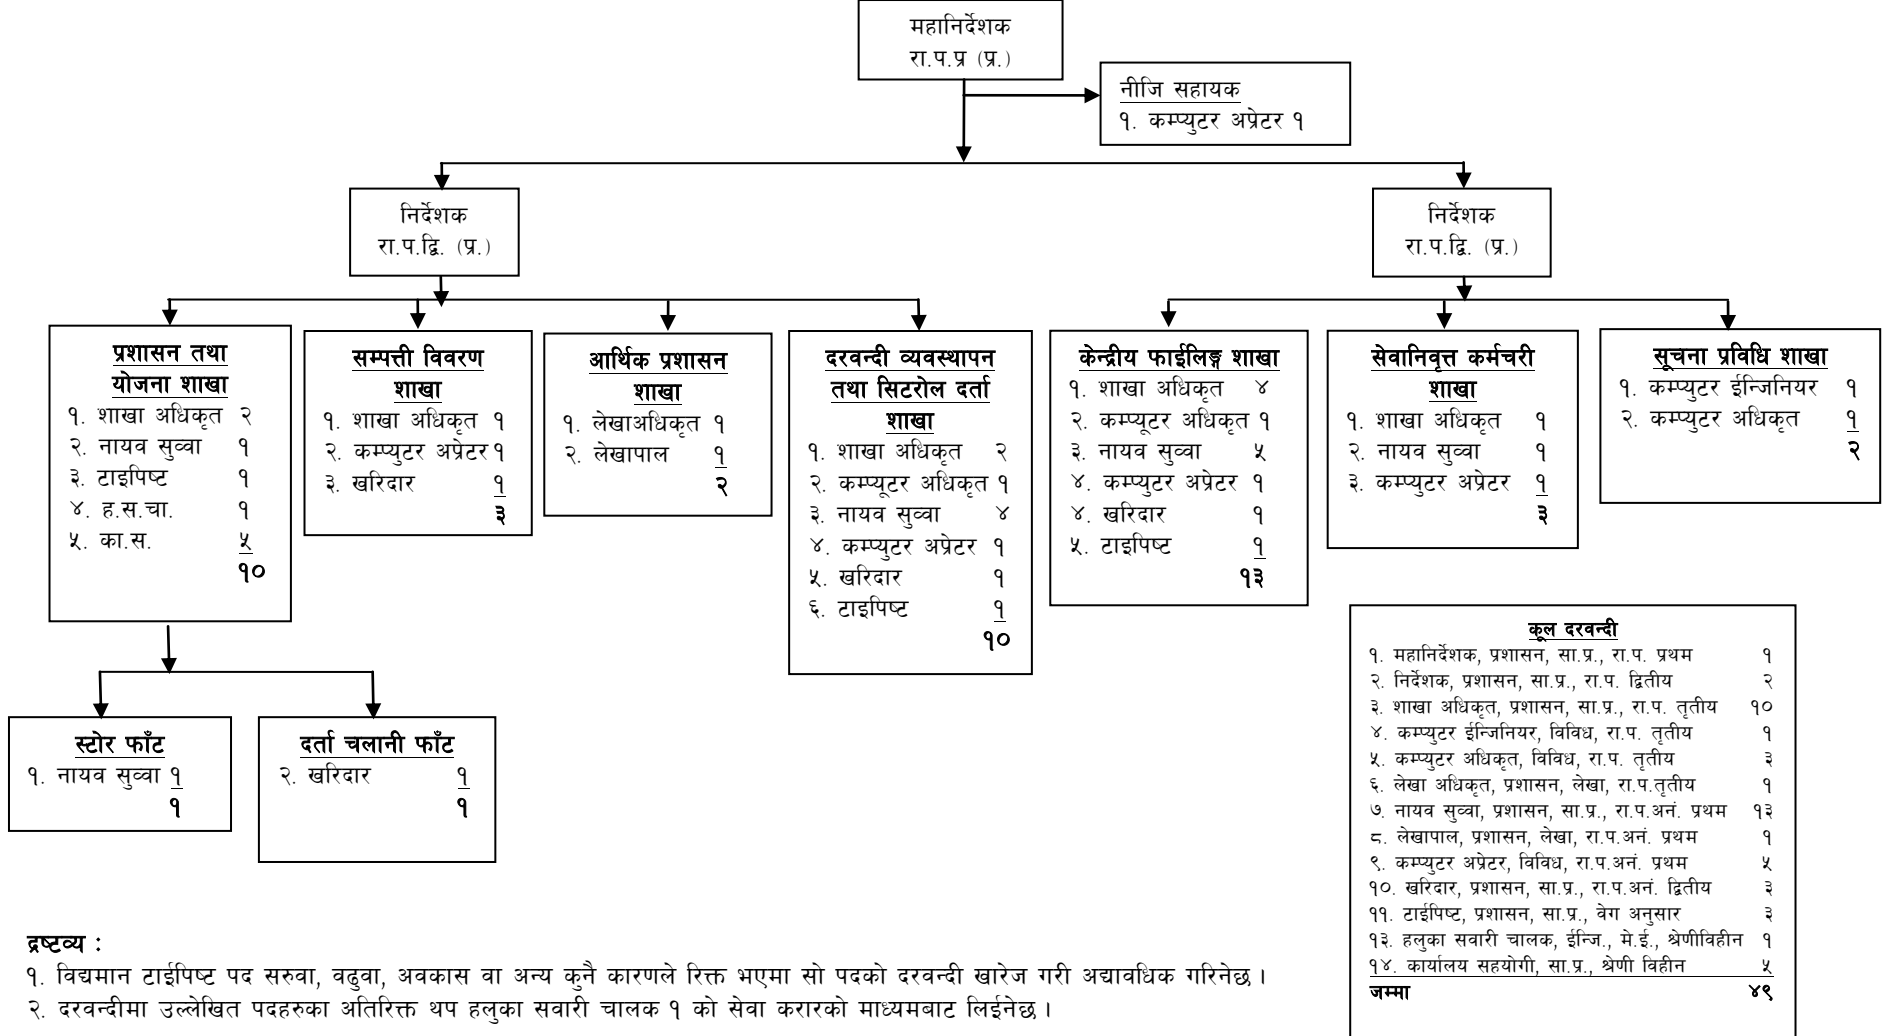 महानिर्देशक
रा.प.प्र (प्र.)
नीजि सहायक
१. कम्प्युटर अप्रेटर १
निर्देशक
रा.प.द्वि. (प्र.)
निर्देशक
रा.प.द्वि. (प्र.)
प्रशासन तथा
योजना शाखा
१. शाखा अधिकृत २
२. नायव सुव्वा १
३. टाइपिष्ट १
४. ह.स.चा. १
५. का.स. ५
१०
सम्पत्ती विवरण
शाखा
१. शाखा अधिकृत १
२. कम्प्युटर अप्रेटर १
३. खरिदार १
३
आर्थिक प्रशासन
शाखा
१. लेखाअधिकृत १
२. लेखापाल १
२
दरवन्दी व्यवस्थापन
तथा सिटरोल दर्ता
शाखा
१. शाखा अधिकृत २
२. कम्प्यूटर अधिकृत १
३. नायव सुव्वा ४
४. कम्प्युटर अप्रेटर १
५. खरिदार १
६. टाइपिष्ट १
१०
केन्द्रीय फाईलिङ्ग शाखा
१. शाखा अधिकृत ४
२. कम्प्यूटर अधिकृत १
३. नायव सुव्वा ५
४. कम्प्युटर अप्रेटर १
४. खरिदार १
५. टाइपिष्ट १
१३
सेवानिवृत्त कर्मचरी
शाखा
१. शाखा अधिकृत १
२. नायव सुव्वा १
३. कम्प्युटर अप्रेटर १
३
सूचना प्रविधि शाखा
१. कम्प्युटर ईन्जिनियर १
२. कम्प्युटर अधिकृत १
२
स्टोर फाँट
१. नायव सुव्वा १
१
दर्ता चलानी फाँट
२. खरिदार १
१
कूल दरवन्दी
१. महानिर्देशक, प्रशासन, सा.प्र., रा.प. प्रथम १
२. निर्देशक, प्रशासन, सा.प्र., रा.प. द्वितीय २
३. शाखा अधिकृत, प्रशासन, सा.प्र., रा.प. तृतीय १०
४. कम्प्युटर ईन्जिनियर, विविध, रा.प. तृतीय १
५. कम्प्युटर अधिकृत, विविध, रा.प. तृतीय ३
६. लेखा अधिकृत, प्रशासन, लेखा, रा.प.तृतीय १
७. नायव सुव्वा, प्रशासन, सा.प्र., रा.प.अनं. प्रथम १३
८. लेखापाल, प्रशासन, लेखा, रा.प.अनं. प्रथम १
९. कम्प्युटर अप्रेटर, विविध, रा.प.अनं. प्रथम ५
१०. खरिदार, प्रशासन, सा.प्र., रा.प.अनं. द्वितीय ३
११. टाईपिष्ट, प्रशासन, सा.प्र., वेग अनुसार ३
१३. हलुका सवारी चालक, ईन्जि., मे.ई., श्रेणीविहीन १
१४. कार्यालय सहयोगी, सा.प्र., श्रेणी विहीन ५
जम्मा ४९
द्रष्टव्य :
१. विद्यमान टाईपिष्ट पद सरुवा, वढुवा, अवकास वा अन्य कुनै कारणले रिक्त भएमा सो पदको दरवन्दी खारेज गरी अद्यावधिक गरिनेछ ।
२. दरवन्दीमा उल्लेखित पदहरुका अतिरिक्त थप हलुका सवारी चालक १ को सेवा करारको माध्यमबाट लिईनेछ ।